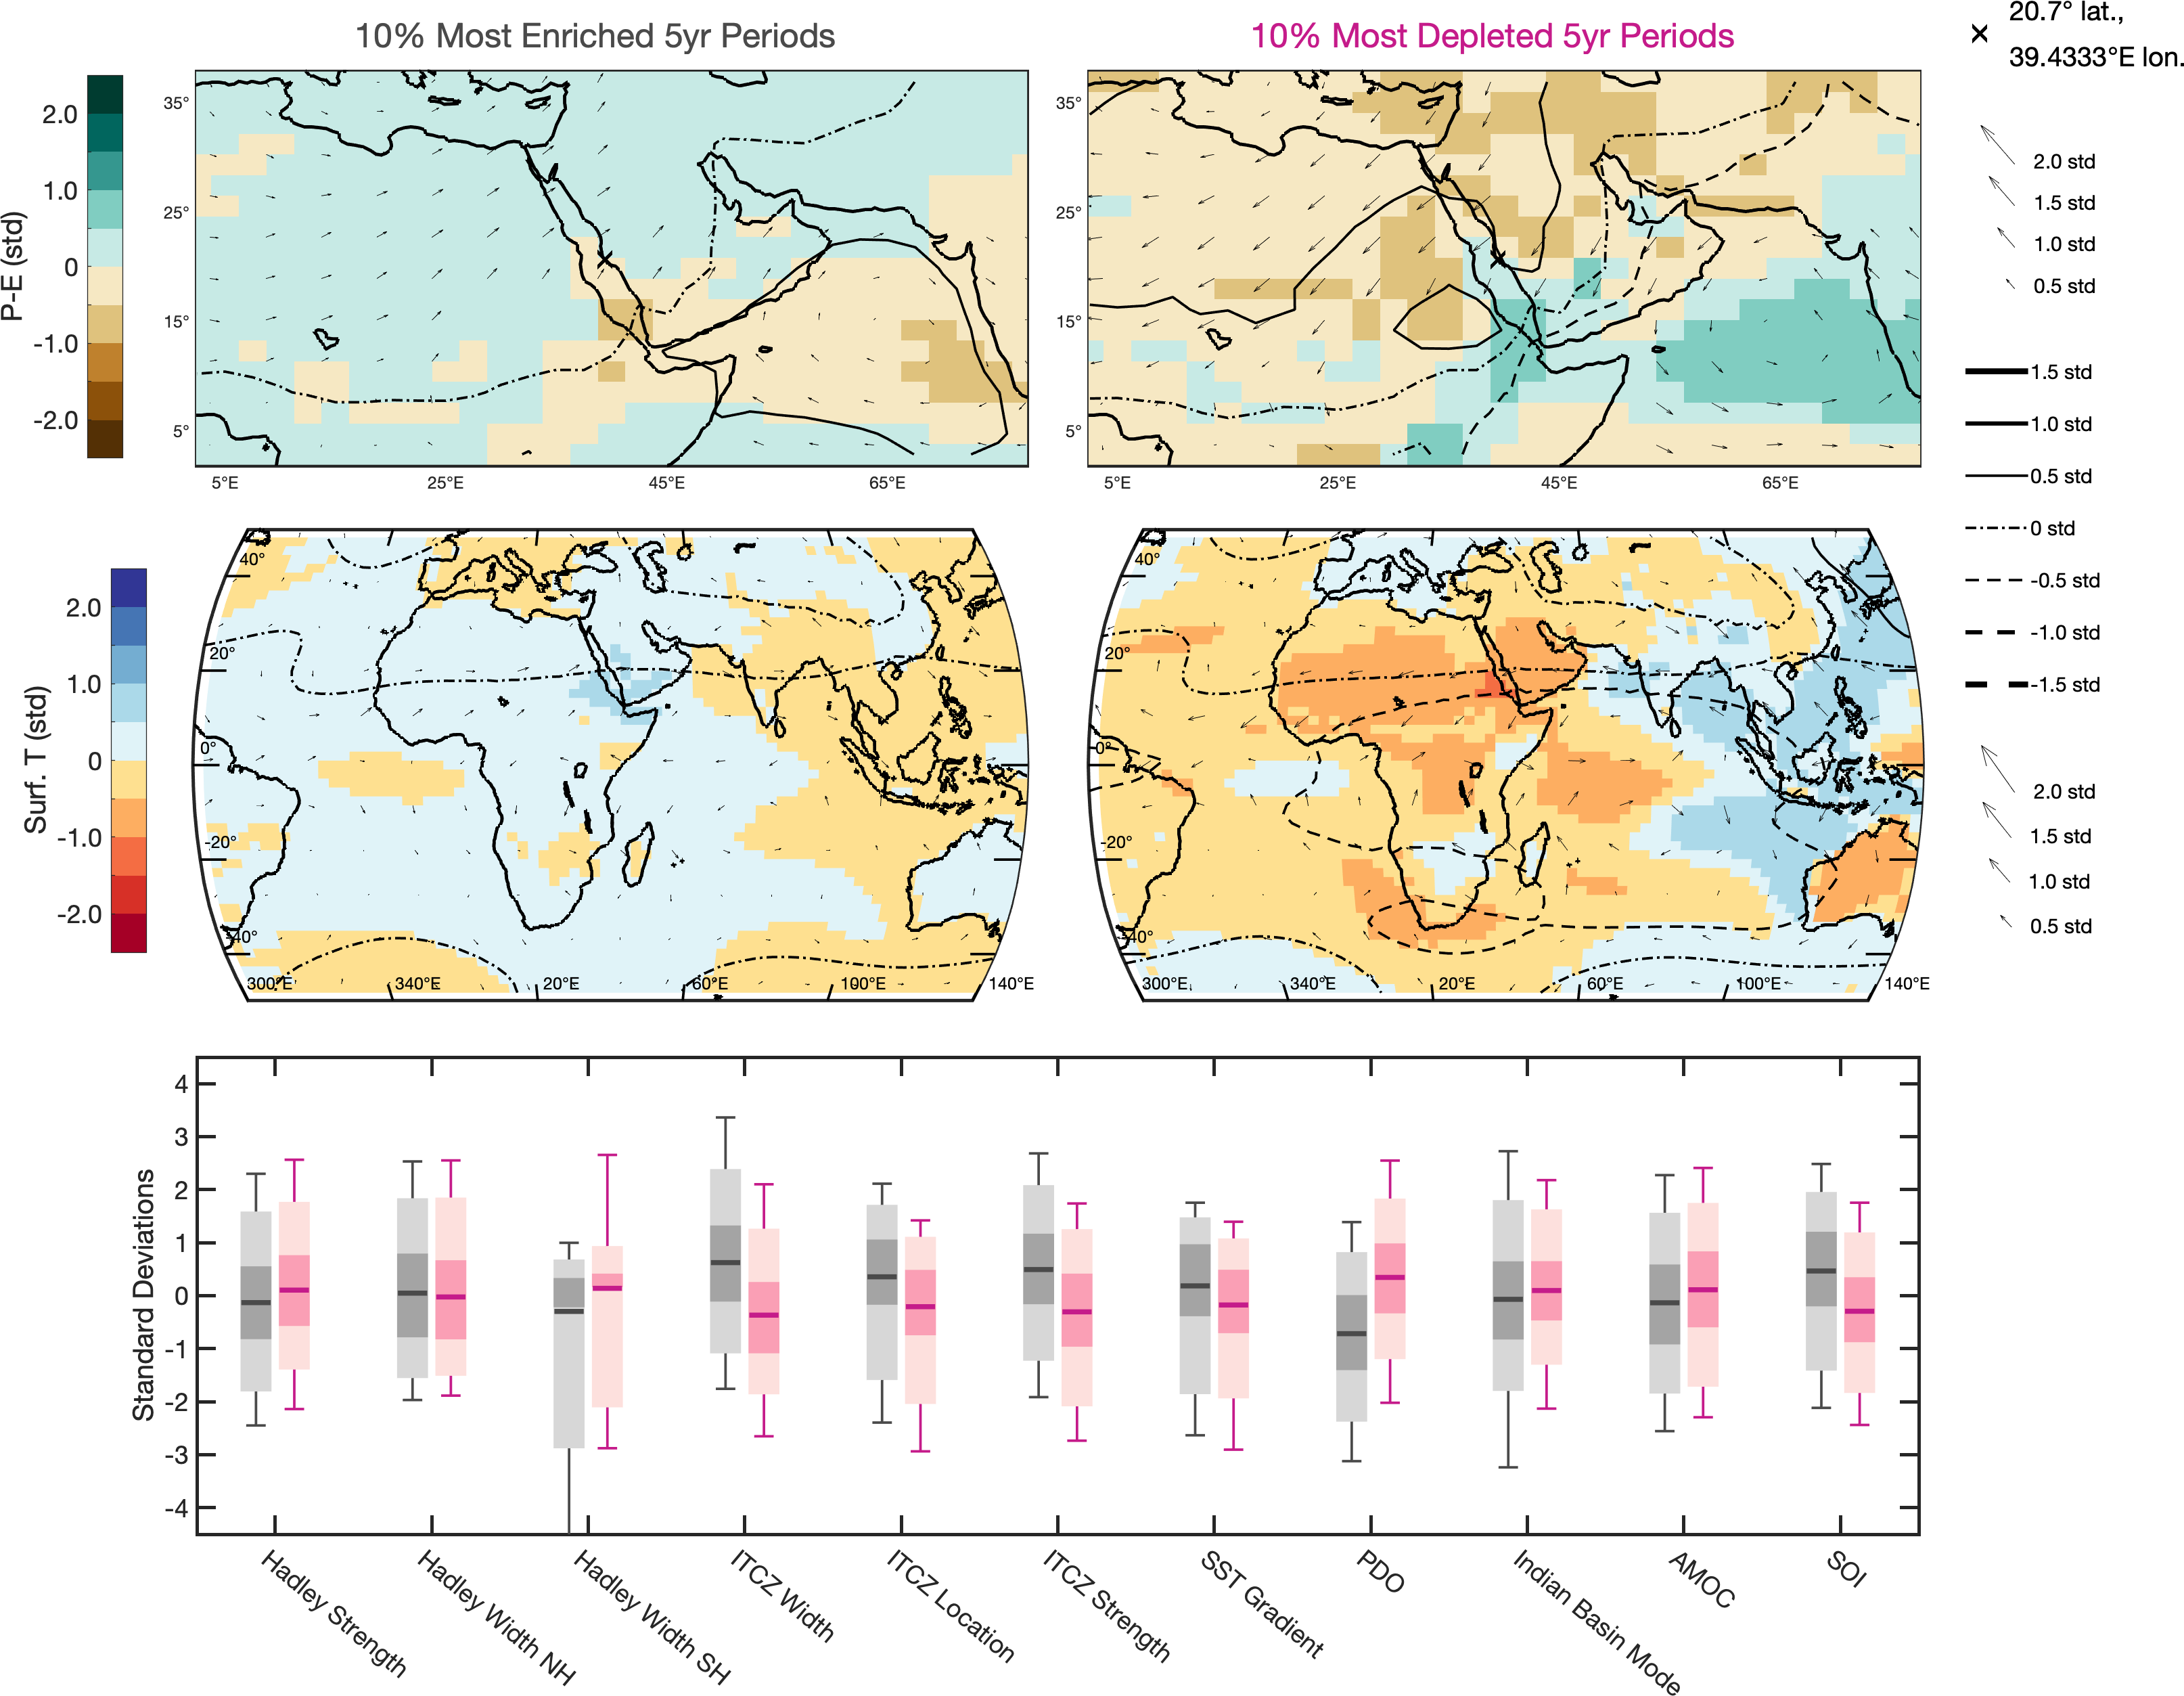 10% Most Enriched 5yr Periods
10% Most Depleted 5yr Periods
20.7° lat.,
39.4333°E lon.
P-E (std)
2.0
1.0
0
-1.0
-2.0
35°
25°
15°
5°
5°E
25°E
45°E
65°E
35°
25°
15°
5°
5°E
25°E
45°E
65°E
2.0 std
1.5 std
1.0 std
0.5 std
1.5 std
1.0 std
0.5 std
0 std
-0.5 std
-1.0 std
-1.5 std
2.0 std
1.5 std
1.0 std
0.5 std
Surf. T (std)
2.0
1.0
0
-1.0
-2.0
40°
20°
0°
-20°
-40°
300°E
340°E
20°E
60°E
100°E
140°E
40°
20°
0°
-20°
-40°
300°E
340°E
20°E
60°E
100°E
140°E
Standard Deviations
4
3
2
1
0
-1
-2
-3
-4
Hadley Strength
Hadley Width NH
Hadley Width SH
ITCZ Width
ITCZ Location
ITCZ Strength
SST Gradient
PDO
Indian Basin Mode
AMOC
SOI